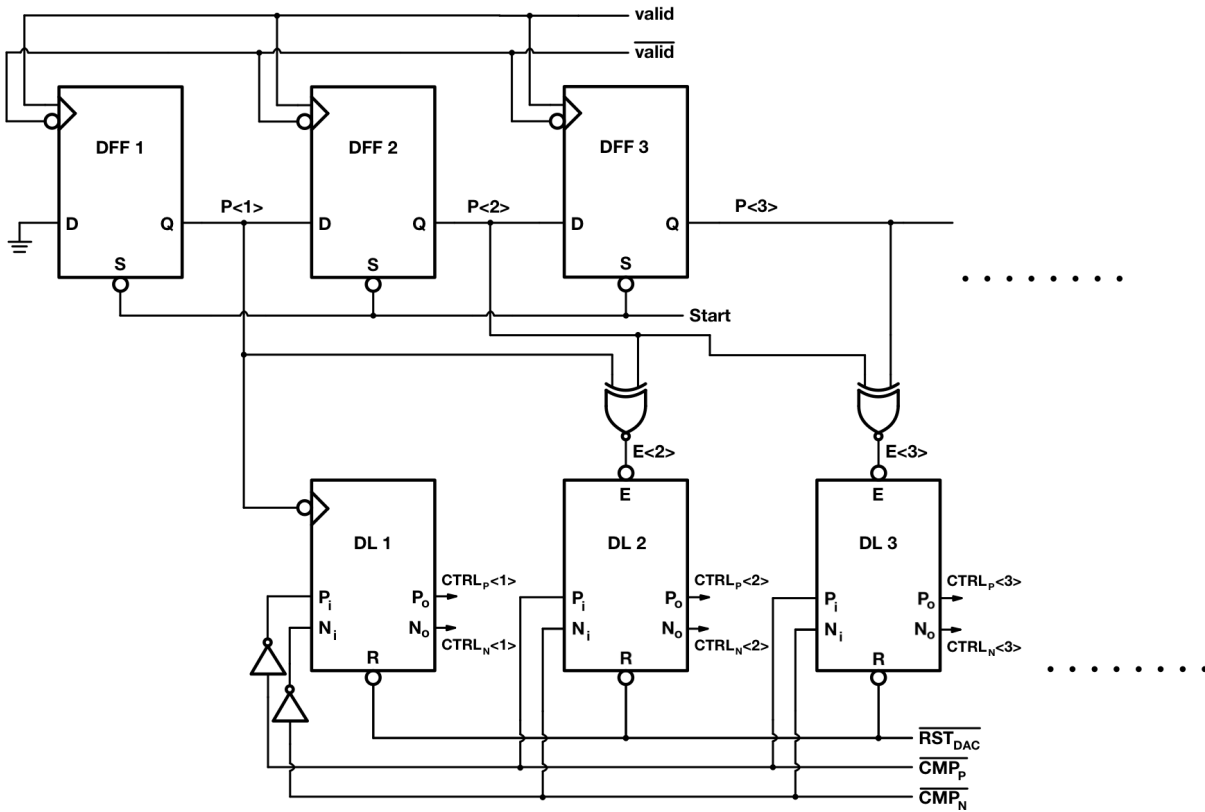 valid
valid
DFF 1
DFF 2
DFF 3
P<1>
P<2>
P<3>
D
Q
D
Q
D
Q
S
S
S
Start
E<2>
E<3>
E
E
DL 1
DL 2
DL 3
CTRLP<1>
CTRLP<2>
CTRLP<3>
Pi
Po
Pi
Po
Pi
Po
Ni
No
Ni
No
Ni
No
CTRLN<1>
CTRLN<2>
CTRLN<3>
R
R
R
RSTDAC
CMPP
CMPN